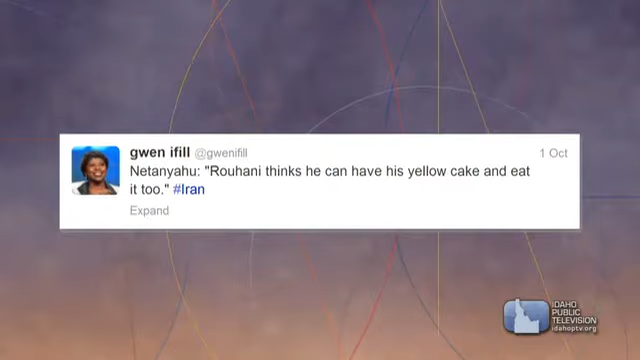 gwen ifill @gwenifill 1 Oct
Netanyahu: "Rouhani thinks he can have his yellow cake and eat
it too." #Iran
Expand
IDAHO
PUBLIC
TELEVISION
idahoptv.org